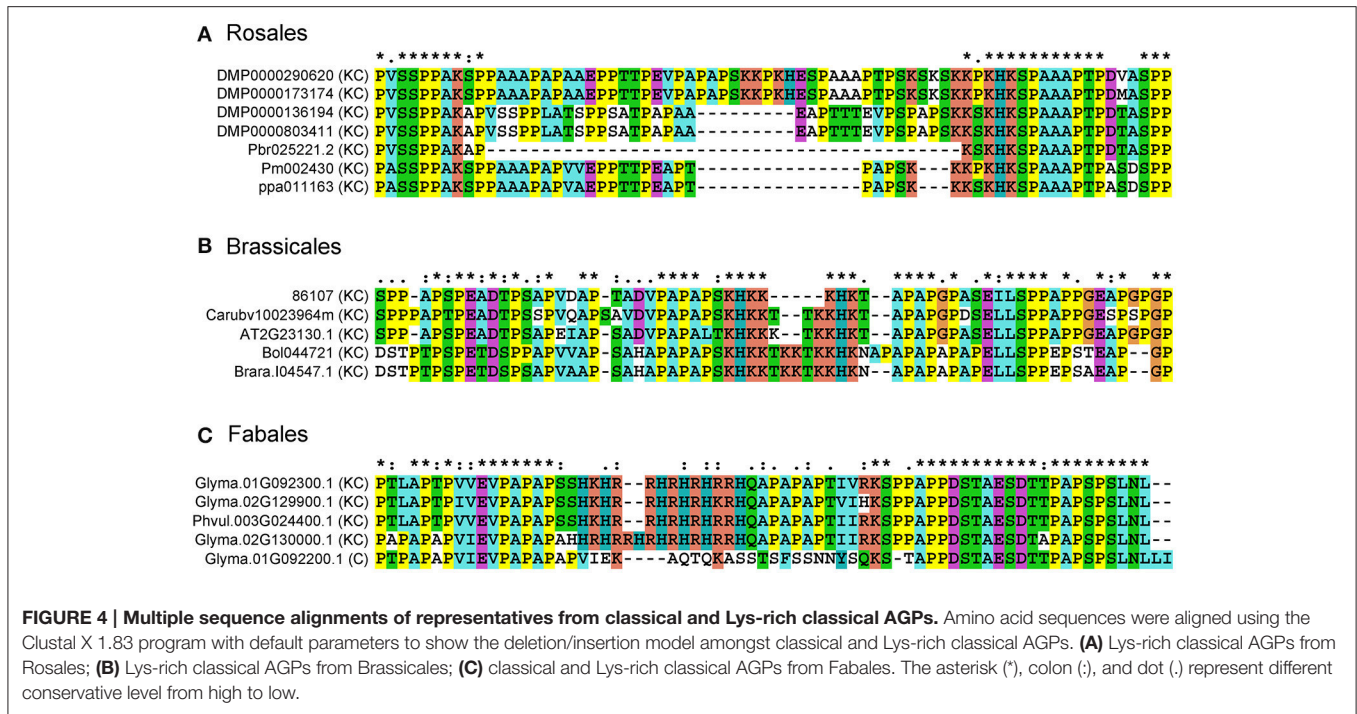 A Rosales
*.******:* *.*********** ***
DMP0000290620 (KC) PVSSPPAKSPPAAAPAPAAEPPTTPEVPAPAPSKKPKHESPAAAPTPSKSKSKKPKHKSPAAAPTPDVASPP
DMP0000173174 (KC) PVSSPPAKSPPAAAPAPAAEPPTTPEVPAPAPSKKPKHESPAAAPTPSKSKSKKPKHKSPAAAPTPDMASPP
DMP0000136194 (KC) PVSSPPAKAPVSSPPLATSPPSATPAPAA---------EAPTTTEVPSPAPSKKPKHKSPAAAPTPDTASPP
DMP0000803411 (KC) PVSSPPAKAPVSSPPLATSPPSATPAPAA---------EAPTTTEVPSPAPSKKSKHKSPAAAPTPDTASPP
Pbr025221.2 (KC) PVSSPPAKAP-------------------------------------------KSKHKSPAAAPTPDTASPP
Pm002430 (KC) PASSPPAKSPPAAAPAPVVEPPTTPEAPT---------------PAPSK---KKPKHKSPAAAPTPASDSPP
ppa011163 (KC) PASSPPAKSPPAAAPAPVAEPPTTPEAPT---------------PAPSK---KKSKHKSPAAAPTPASDSPP
B Brassicales
... :*:**:*:*.:* ** :...**** *:***** ***. ****.* .*:**** *. *:* **
86107 (KC) SPP-APSPEADTPSAPVDAP-TADVPAPAPSKHKK-----KHKT--APAPGPASEILSPPAPPGEAPGPGP
Carubv10023964m (KC) SPPPAPTPEADTPSSPVQAPSAVDVPAPAPSKHKKT--TKKHKT--APAPGPDSELLSPPAPPGESPSPGP
AT2G23130.1 (KC) SPP-APSPEADTPSAPEIAP-SADVPAPALTKHKKK---TKKHKT--APAPGPASELLSPPAPPGEAPGPGP
Bol044721 (KC) DSTPTPSPETDSPPAPVVAP-SAHAPAPAPSKHKKTKKTKKHKNAPAPAPAPAPELLSPPEPSTEAP--GP
Brara.I04547.1 (KC) DSTPTPSPETDSPSAPVAAP-SAHAPAPAPSKHKKTKKTKKHKN--APAPAPAPELLSPPEPSAEAP--GP
C Fabales
*: **:*::*******: .: :*:: :..:. . : :** .************:**********
Glyma.01G092300.1 (KC) PTLAPTPVVEVPAPAPSSHKHR--RHRHRHRRHQAPAPAPTIVRKSPPAPPDSTAESDTTPAPSPSLNL--
Glyma.02G129900.1 (KC) PTLAPTPIVEVPAPAPSSHKHR--RHRHRHKRHQAPAPAPTVIHKSPPAPPDSTAESDTTPAPSPSLNL--
Phvul.003G024400.1 (KC) PTLAPTPVVEVPAPAPSSHKHR--RHRHRHRRHQAPAPAPTIIRKSPPAPPDSTAESDTTPAPSPSLNL--
Glyma.02G130000.1 (KC) PAPAPAPVIEVPAPAPAHHRHRRHRHRHRHRRHQAPAPAPTIIRKSPPAPPDSTAESDTAPAPSPSLNL--
Glyma.01G092200.1 (C) PTPAPAPVIEVPAPAPAPVIEK----AQTQKASSTSFSSNNYSQKS-TAPPDSTAESDTTPAPSPSLNLLI
FIGURE 4 | Multiple sequence alignments of representatives from classical and Lys-rich classical AGPs. Amino acid sequences were aligned using the
Clustal X 1.83 program with default parameters to show the deletion/insertion model amongst classical and Lys-rich classical AGPs. (A) Lys-rich classical AGPs from
Rosales; (B) Lys-rich classical AGPs from Brassicales; (C) classical and Lys-rich classical AGPs from Fabales. The asterisk (*), colon (:), and dot (.) represent different
conservative level from high to low.